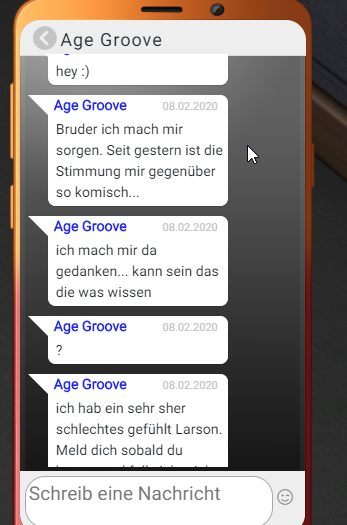 Age Groove
hey :)
Age Groove 08.02.2020
Bruder ich mach mir
sorgen. Seit gestern ist die
Stimmung mir gegenüber
so komisch...
Age Groove 08.02.2020
ich mach mir da
gedanken... kann sein das
die was wissen
Age Groove 08.02.2020
?
Age Groove 08.02.2020
ich hab ein sehr sher
schlechtes gefühlt Larson.
Meld dich sobald du
Schreib eine Nachricht